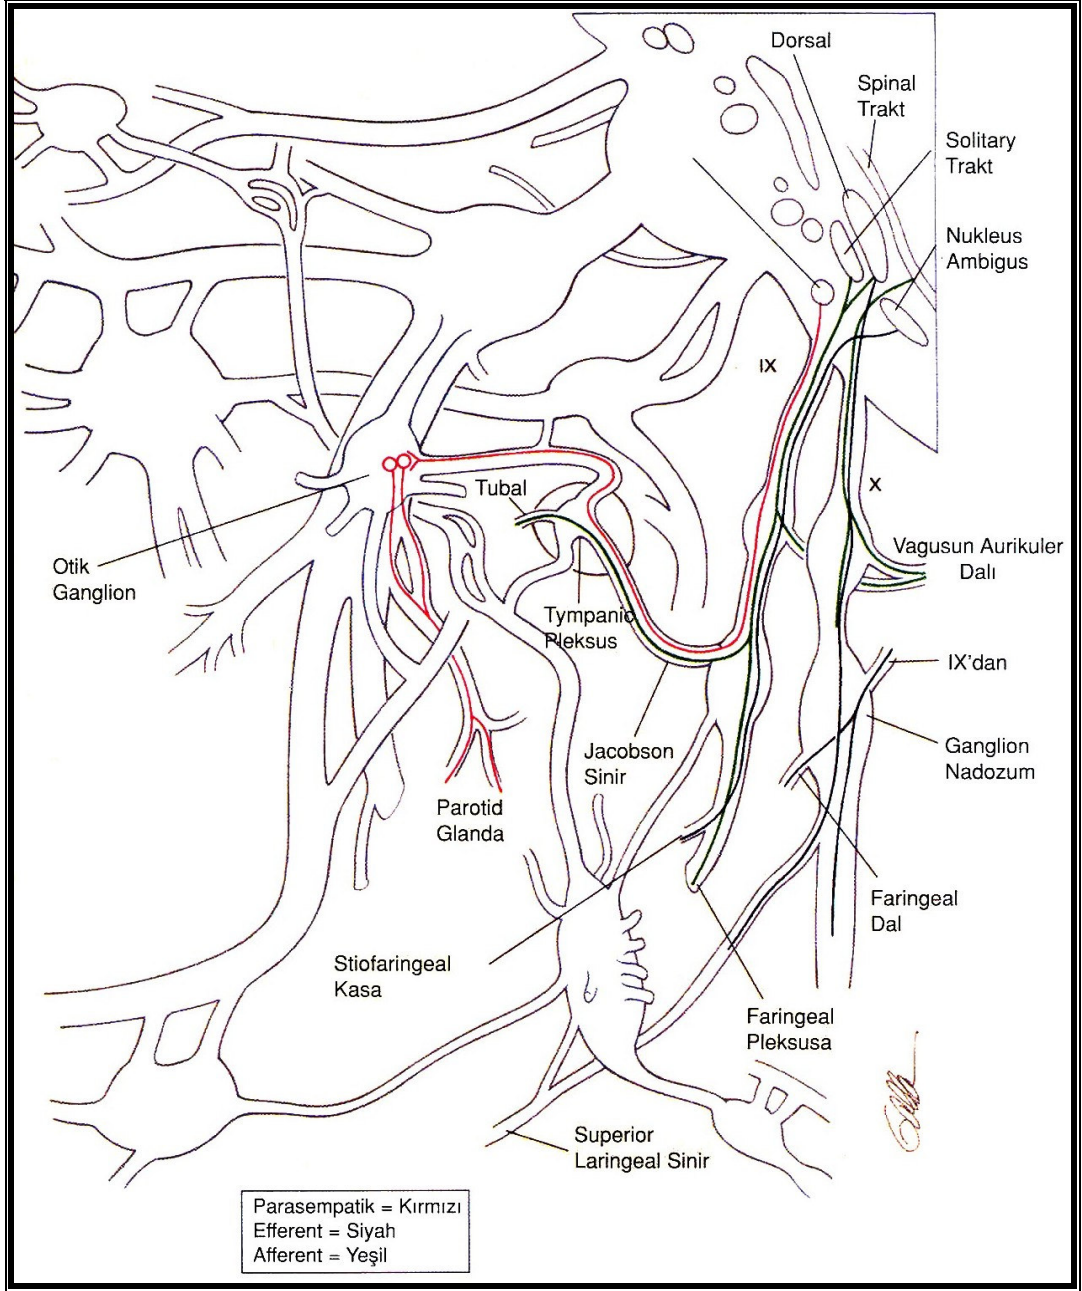 Dorsal
Spinal
Trakt
Solitary
Trakt
Nukleus
Ambigus
IX
X
Tubal
Vagusun Aurikuler
Dalı
Otik
Ganglion
Tympanic
Pleksus
IX'dan
Jacobson
Sinir
Ganglion
Nadozum
Parotid
Glanda
Faringeal
Dal
Stiofaringeal
Kasa
Faringeal
Pleksusa
Superior
Laringeal Sinir
Parasempatik = Kırmızı
Efferent = Siyah
Afferent = Yeşil